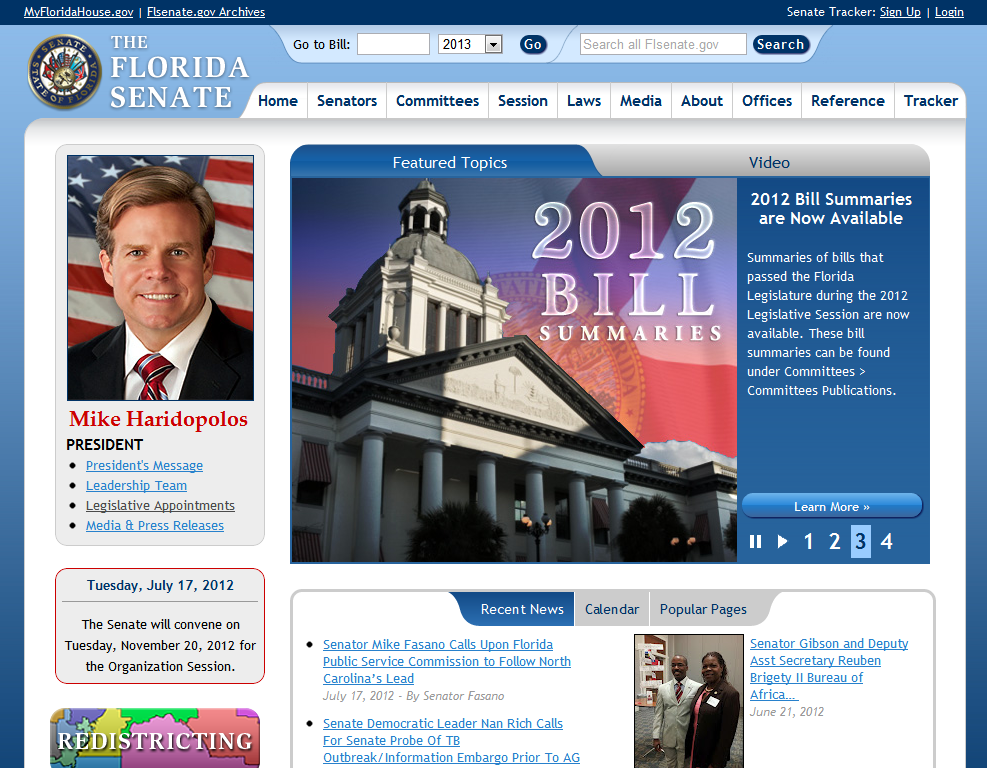 MyFloridaHouse.gov | Flsenate.gov Archives
Senate Tracker: Sign Up | Login
Go to Bill:
2013
Go
Search all Flsenate.gov
Search
SENATE
STATE OF FLORIDA
THE
FLORIDA
SENATE
Home Senators Committees Session Laws Media About Offices Reference Tracker
Mike Haridopolos
PRESIDENT
President's Message
Leadership Team
Legislative Appointments
Media & Press Releases
Tuesday, July 17, 2012
The Senate will convene on
Tuesday, November 20, 2012 for
the Organization Session.
REDISTRICTING
Featured Topics
Video
2012
BILL
SUMMARIES
2012 Bill Summaries
are Now Available
Summaries of bills that
passed the Florida
Legislature during the 2012
Legislative Session are now
available. These bill
summaries can be found
under Committees >
Committees Publications.
Learn More »
1 2 3 4
Recent News
Calendar
Popular Pages
Senator Mike Fasano Calls Upon Florida
Public Service Commission to Follow North
Carolina's Lead
July 17, 2012 - By Senator Fasano
Senate Democratic Leader Nan Rich Calls
For Senate Probe Of TB
Outbreak/Information Embargo Prior To AG
Senator Gibson and Deputy
Asst Secretary Reuben
Brigety II Bureau of
Africa...
June 21, 2012